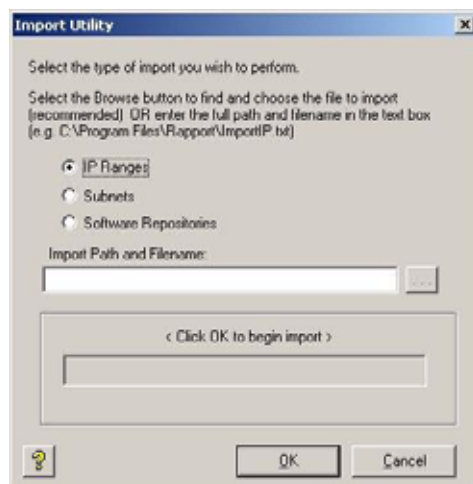 Import Utility
Select the type of import you wish to perform.
Select the Browse button to find and choose the file to import
(recommended) OR enter the full path and filename in the text box
(e.g. C:\Program Files\Rapport\ImportIP.txt)
IP Ranges
Subnets
Software Repositories
Import Path and Filename:
...
< Click OK to begin import >
?
OK
Cancel